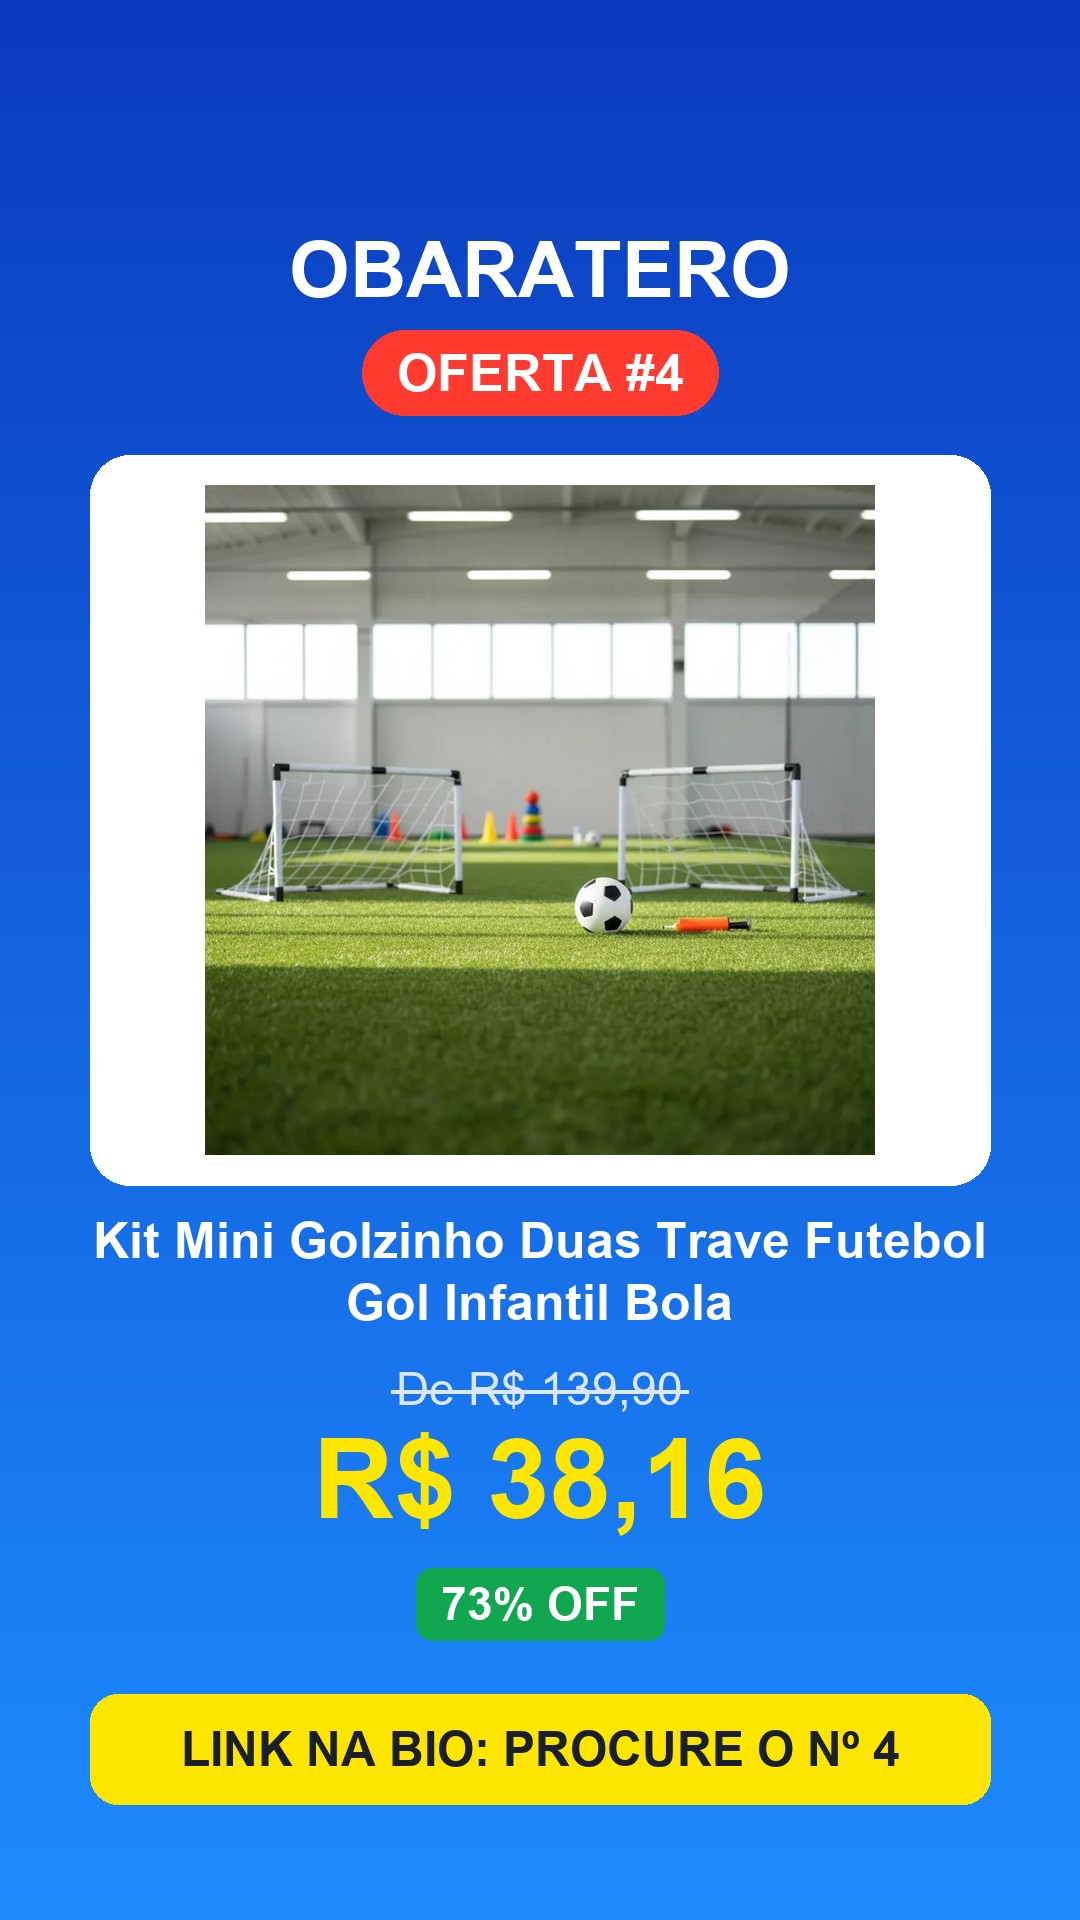 OBARATERO
OFERTA #4
Kit Mini Golzinho Duas Trave Futebol
Gol Infantil Bola
De R$ 139,90
R$ 38,16
73% OFF
LINK NA BIO: PROCURE O Nº 4